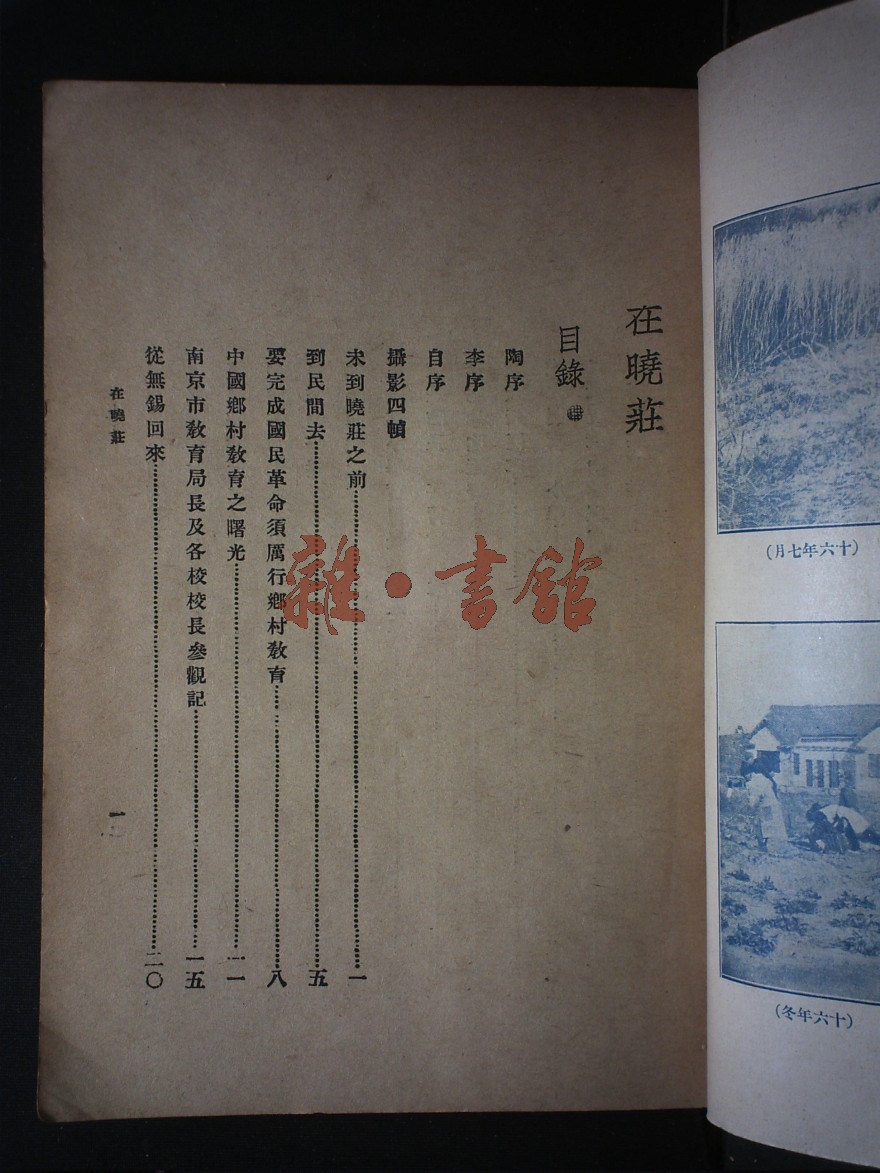 在曉莊
目錄
陶序
李序
自序
攝影四幀
未到曉莊之前……一
到民間去……五
要完成國民革命須厲行鄉村教育……八
中國鄉村教育之曙光……一一
南京市教育局長及各校校長參觀記……一五
從無錫回來……二〇
在曉莊
一
(月七年六十)
(冬年六十)
雜·書館